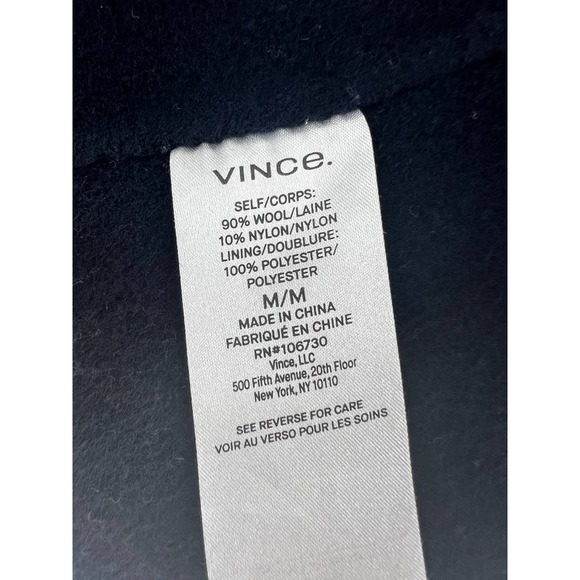 VINCe.
SELF/CORPS:
90% WOOL/LAINE
10% NYLON/NYLON
LINING/DOUBLURE:
100% POLYESTER/
POLYESTER
M/M
MADE IN CHINA
FABRIQUÉ EN CHINE
RN#106730
Vince, LLC
500 Fifth Avenue, 20th Floor
New York, NY 10110
SEE REVERSE FOR CARE
VOIR AU VERSO POUR LES SOINS